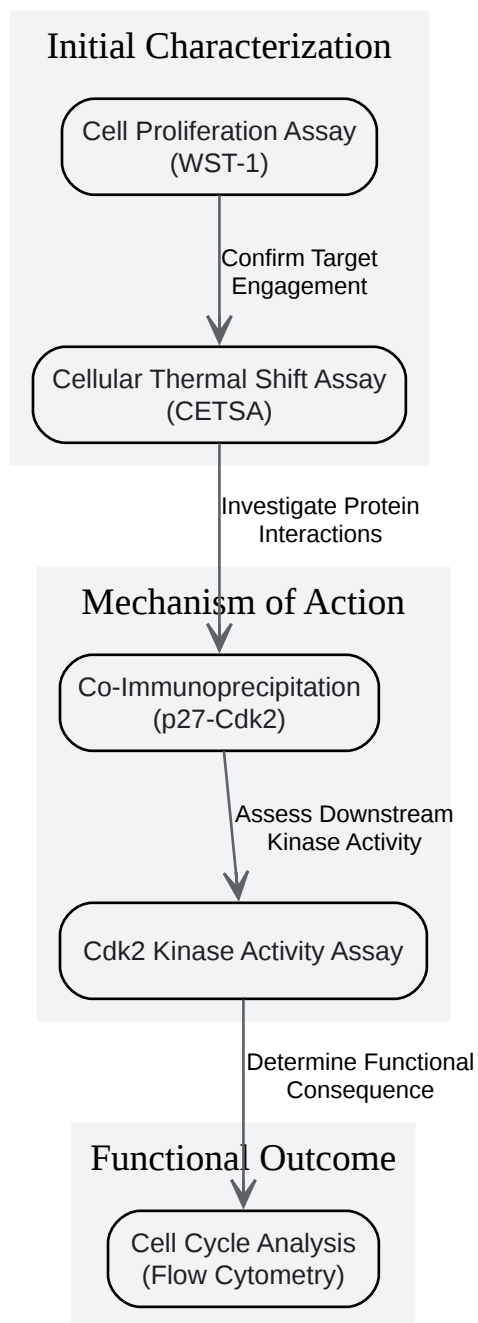 Initial Characterization
Cell Proliferation Assay
(WST-1)
Confirm Target
Engagement
Cellular Thermal Shift Assay
(CETSA)
Investigate Protein
Interactions
Mechanism of Action
Co-Immunoprecipitation
(p27-Cdk2)
Assess Downstream
Kinase Activity
Cdk2 Kinase Activity Assay
Determine Functional
Consequence
Functional Outcome
Cell Cycle Analysis
(Flow Cytometry)